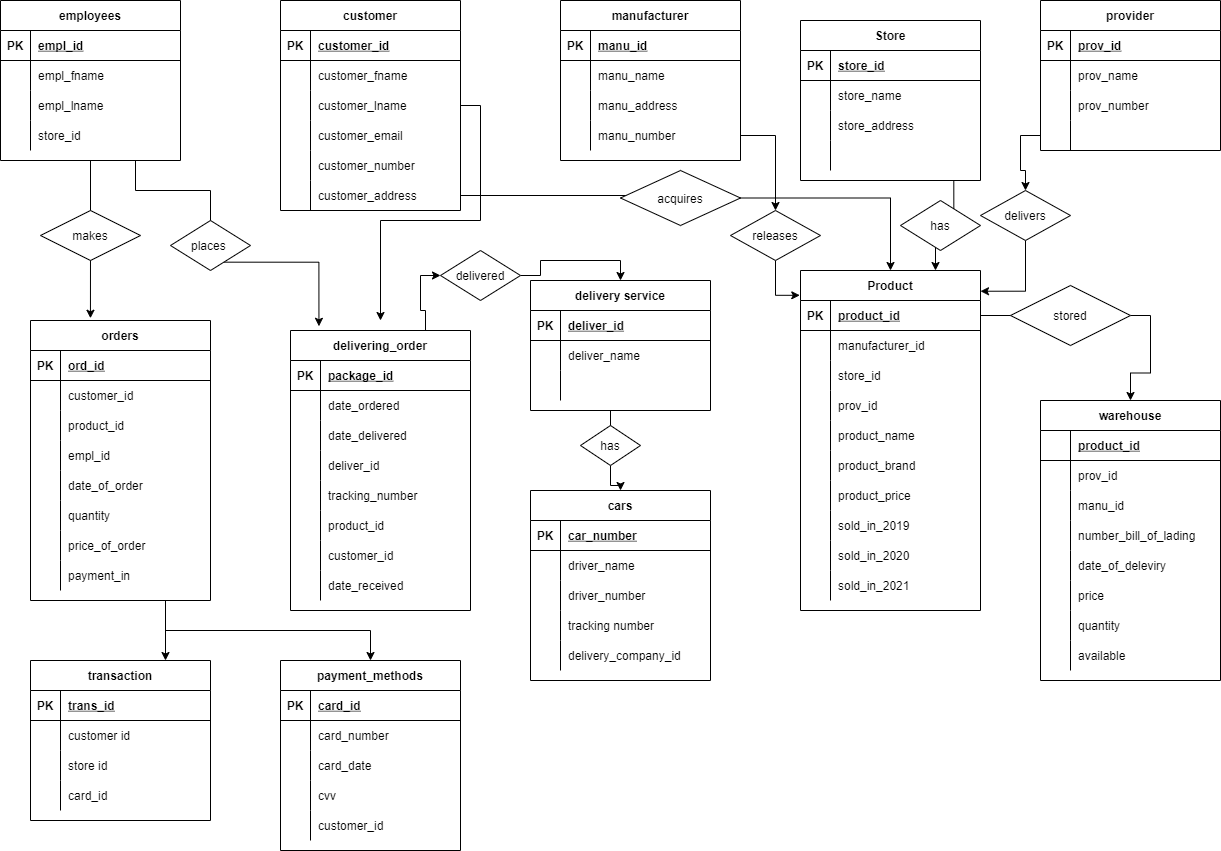 employees
PK empl_id
empl_fname
empl_lname
store_id
customer
PK customer_id
customer_fname
customer_lname
customer_email
customer_number
customer_address
manufacturer
PK manu_id
manu_name
manu_address
manu_number
Store
PK store_id
store_name
store_address
provider
PK prov_id
prov_name
prov_number
makes
places
acquires
releases
has
delivers
delivered
stored
orders
PK ord_id
customer_id
product_id
empl_id
date_of_order
quantity
price_of_order
payment_in
delivering_order
PK package_id
date_ordered
date_delivered
deliver_id
tracking_number
product_id
customer_id
date_received
delivery service
PK deliver_id
deliver_name
has
cars
PK car_number
driver_name
driver_number
tracking number
delivery_company_id
Product
PK product_id
manufacturer_id
store_id
prov_id
product_name
product_brand
product_price
sold_in_2019
sold_in_2020
sold_in_2021
warehouse
product_id
prov_id
manu_id
number_bill_of_lading
date_of_deleviry
price
quantity
available
transaction
PK trans_id
customer id
store id
card_id
payment_methods
PK card_id
card_number
card_date
cvv
customer_id